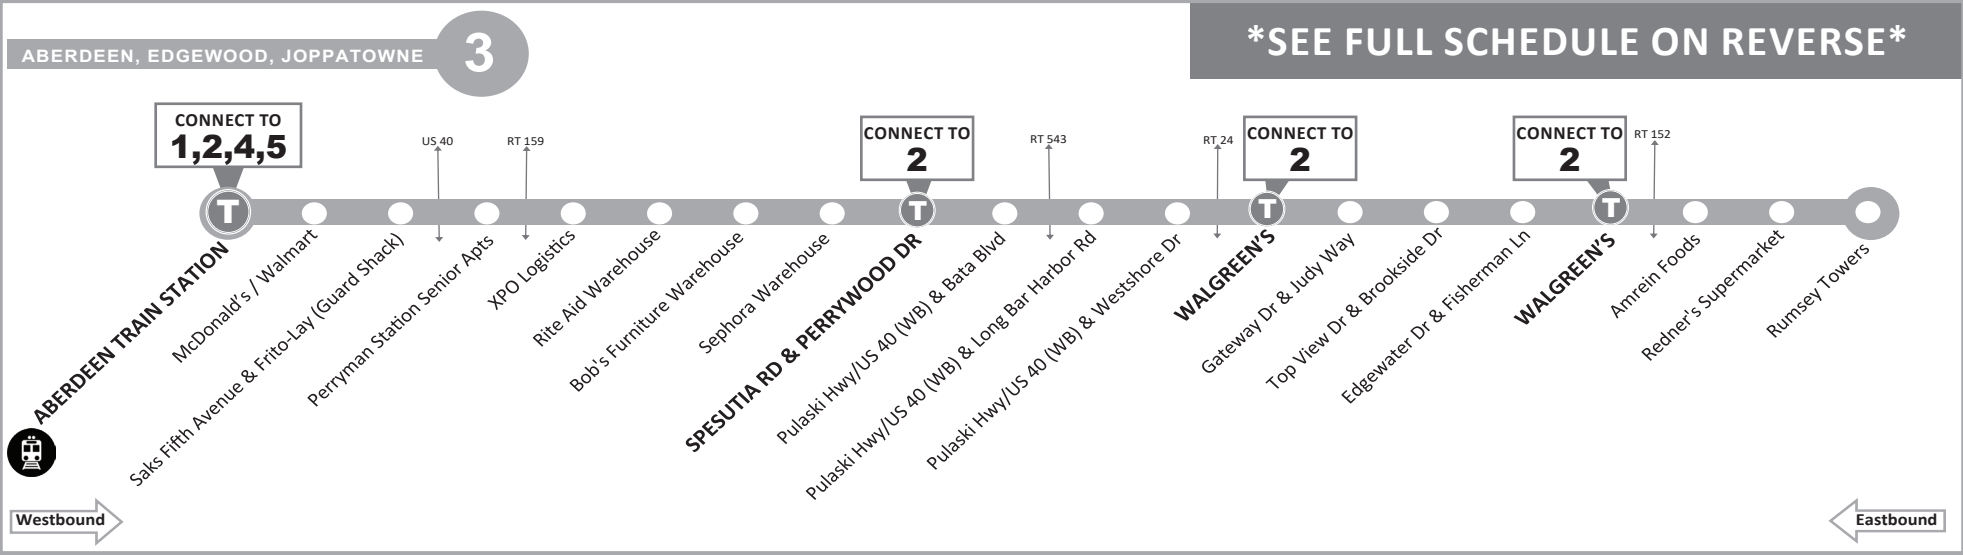 ABERDEEN, EDGEWOOD, JOPPATOWNE
3
*SEE FULL SCHEDULE ON REVERSE*
CONNECT TO
1,2,4,5
US 40
RT 159
CONNECT TO
2
RT 543
RT 24
CONNECT TO
2
CONNECT TO
2
RT 152
T
T
T
T
ABERDEEN TRAIN STATION
McDonald's / Walmart
Saks Fifth Avenue & Frito-Lay (Guard Shack)
Perryman Station Senior Apts
XPO Logistics
Rite Aid Warehouse
Bob's Furniture Warehouse
Sephora Warehouse
SPESUTIA RD & PERRYWOOD DR
Pulaski Hwy/US 40 (WB) & Bata Blvd
Pulaski Hwy/US 40 (WB) & Long Bar Harbor Rd
Pulaski Hwy/US 40 (WB) & Westshore Dr
WALGREEN'S
Gateway Dr & Judy Way
Top View Dr & Brookside Dr
Edgewater Dr & Fisherman Ln
WALGREEN'S
Amrein Foods
Redner's Supermarket
Rumsey Towers
Westbound
Eastbound